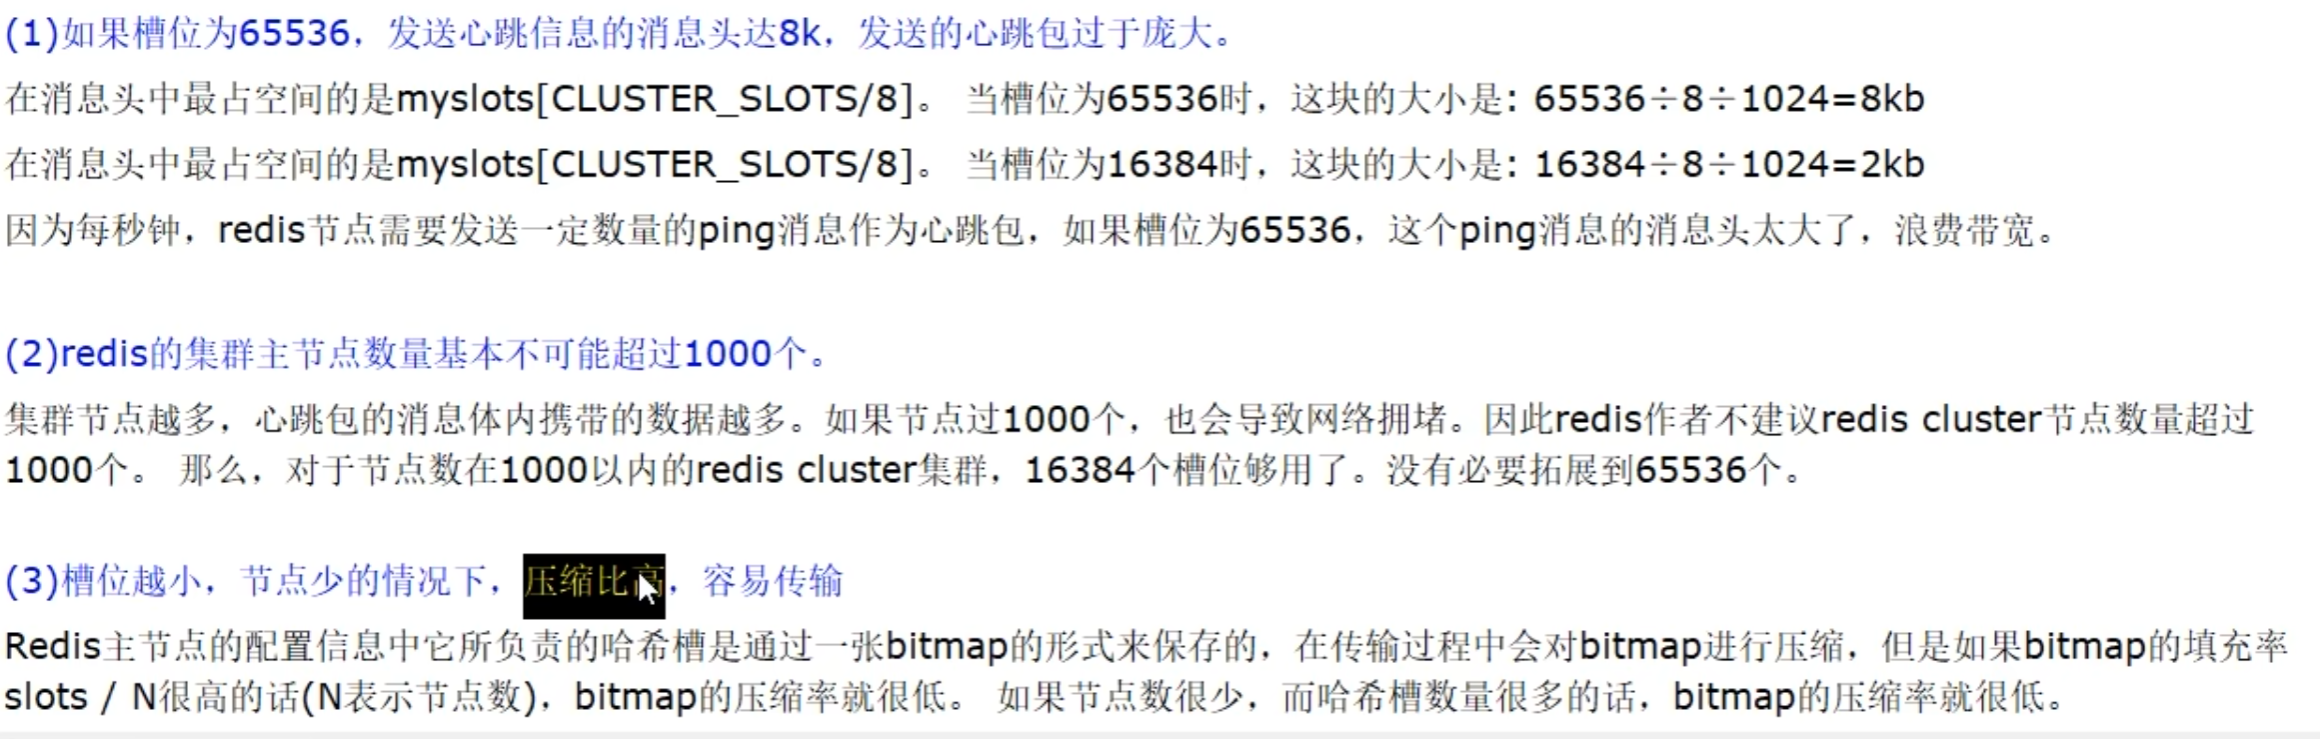 (1)如果槽位为65536，发送心跳信息的消息头达8k，发送的心跳包过于庞大。
在消息头中最占空间的是myslots[CLUSTER_SLOTS/8]。 当槽位为65536时，这块的大小是: 65536÷8÷1024=8kb
在消息头中最占空间的是myslots[CLUSTER_SLOTS/8]。 当槽位为16384时，这块的大小是: 16384÷8÷1024=2kb
因为每秒钟，redis节点需要发送一定数量的ping消息作为心跳包，如果槽位为65536，这个ping消息的消息头太大了，浪费带宽。
(2)redis的集群主节点数量基本不可能超过1000个。
集群节点越多，心跳包的消息体内携带的数据越多。如果节点过1000个，也会导致网络拥堵。因此redis作者不建议redis cluster节点数量超过
1000个。 那么，对于节点数在1000以内的redis cluster集群，16384个槽位够用了。没有必要拓展到65536个。
(3)槽位越小，节点少的情况下，压缩比高，容易传输
Redis主节点的配置信息中它所负责的哈希槽是通过一张bitmap的形式来保存的，在传输过程中会对bitmap进行压缩，但是如果bitmap的填充率
slots / N很高的话(N表示节点数)，bitmap的压缩率就很低。 如果节点数很少，而哈希槽数量很多的话，bitmap的压缩率就很低。